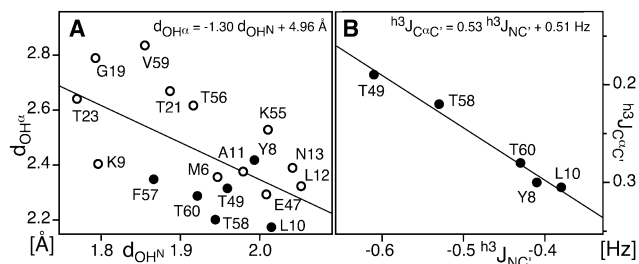 A
d_OHα = -1.30 d_OHN + 4.96 Å
2.8
2.6
2.4
2.2
[Å]
d_OHα
G19
V59
T23
T21
T56
K55
K9
A11
Y8
N13
M6
L12
F57
T49
E47
T60
T58
L10
1.8
1.9
2.0
d_OHN
B
h3J_CαC' = 0.53 h3J_NC' + 0.51 Hz
T49
T58
T60
L10
Y8
0.2
0.3
h3J_CαC'
-0.6
-0.5
-0.4
h3J_NC'
[Hz]